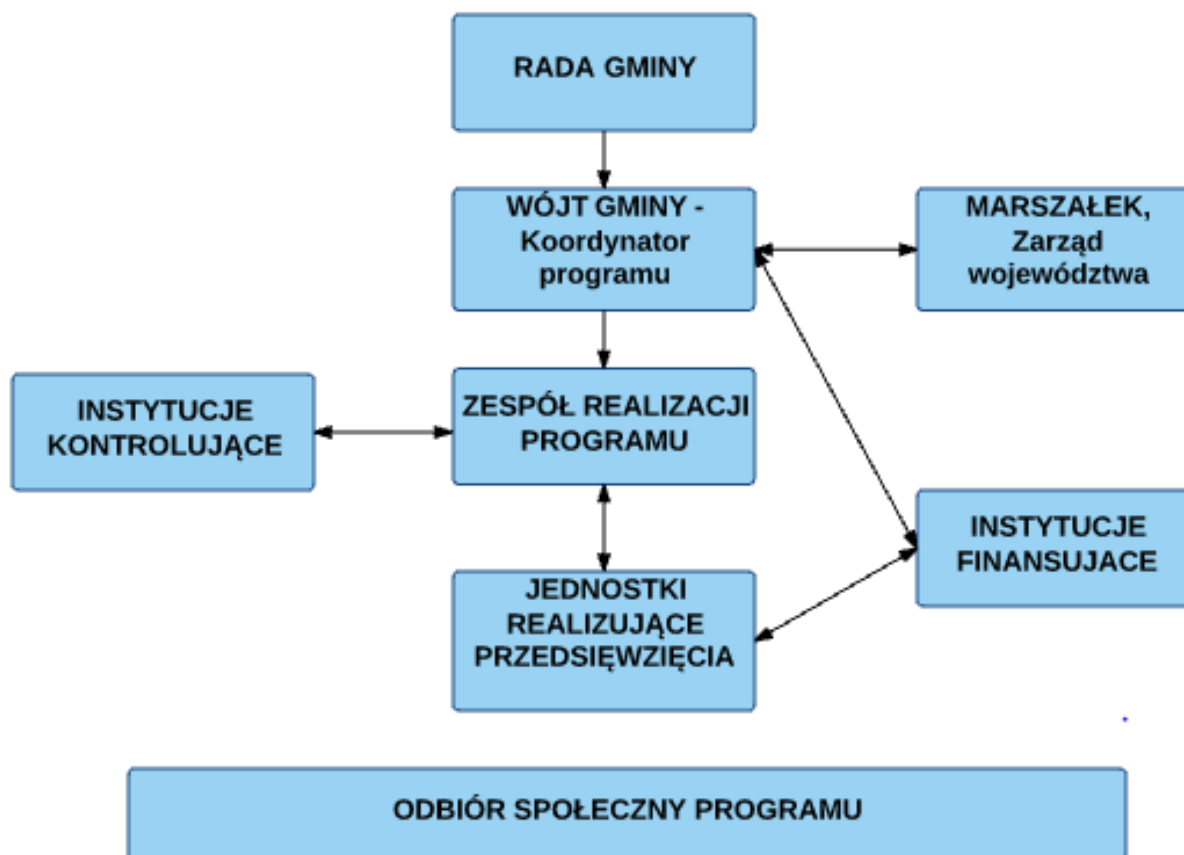 RADA GMINY
WÓJT GMINY -
Koordynator
programu
MARSZAŁEK,
Zarząd
województwa
INSTYTUCJE
KONTROLUJĄCE
ZESPÓŁ REALIZACJI
PROGRAMU
INSTYTUCJE
FINANSUJACE
JEDNOSTKI
REALIZUJĄCE
PRZEDSIĘWZIĘCIA
ODBIÓR SPOŁECZNY PROGRAMU